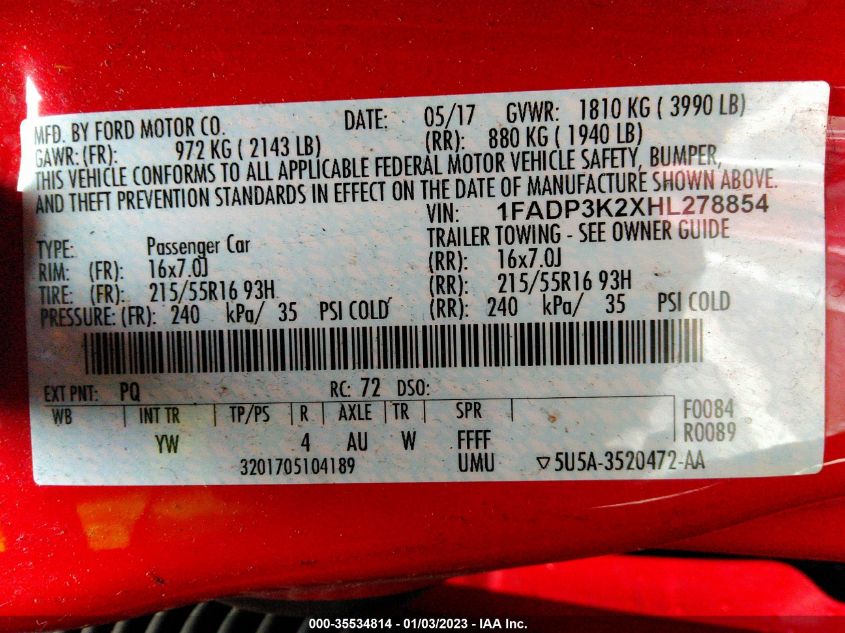 MFD. BY FORD MOTOR CO. DATE: 05/17 GVWR: 1810 KG ( 3990 LB)
GAWR: (FR): 972 KG ( 2143 LB) (RR): 880 KG ( 1940 LB)
THIS VEHICLE CONFORMS TO ALL APPLICABLE FEDERAL MOTOR VEHICLE SAFETY, BUMPER,
AND THEFT PREVENTION STANDARDS IN EFFECT ON THE DATE OF MANUFACTURE SHOWN ABOVE.
VIN: 1FADP3K2XHL278854
TYPE: Passenger Car TRAILER TOWING - SEE OWNER GUIDE
RIM: (FR): 16x7.0J (RR): 16x7.0J
TIRE: (FR): 215/55R16 93H (RR): 215/55R16 93H
PRESSURE: (FR): 240 kPa/ 35 PSI COLD (RR): 240 kPa/ 35 PSI COLD
EXT PNT: PQ RC: 72 DSO:
WB INT TR TP/PS R AXLE TR SPR F0084
YW 4 AU W FFFF R0089
3201705104189 UMU ▽5U5A-3520472-AA
000-35534814 - 01/03/2023 - IAA Inc.